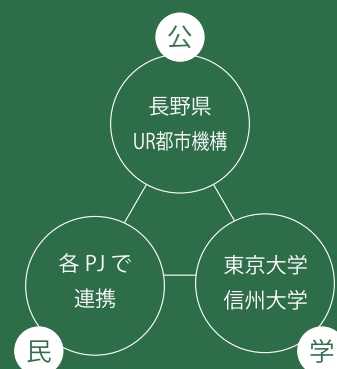 公
長野県
UR都市機構
各 PJ で
連携
民
東京大学
信州大学
学